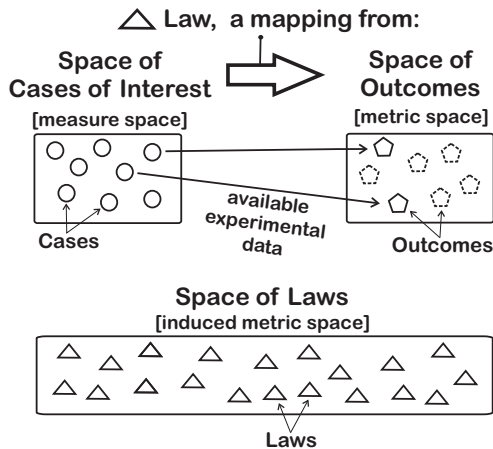 Law, a mapping from:
Space of
Cases of Interest
[measure space]
Space of
Outcomes
[metric space]
available
experimental
data
Cases
Outcomes
Space of Laws
[induced metric space]
Laws